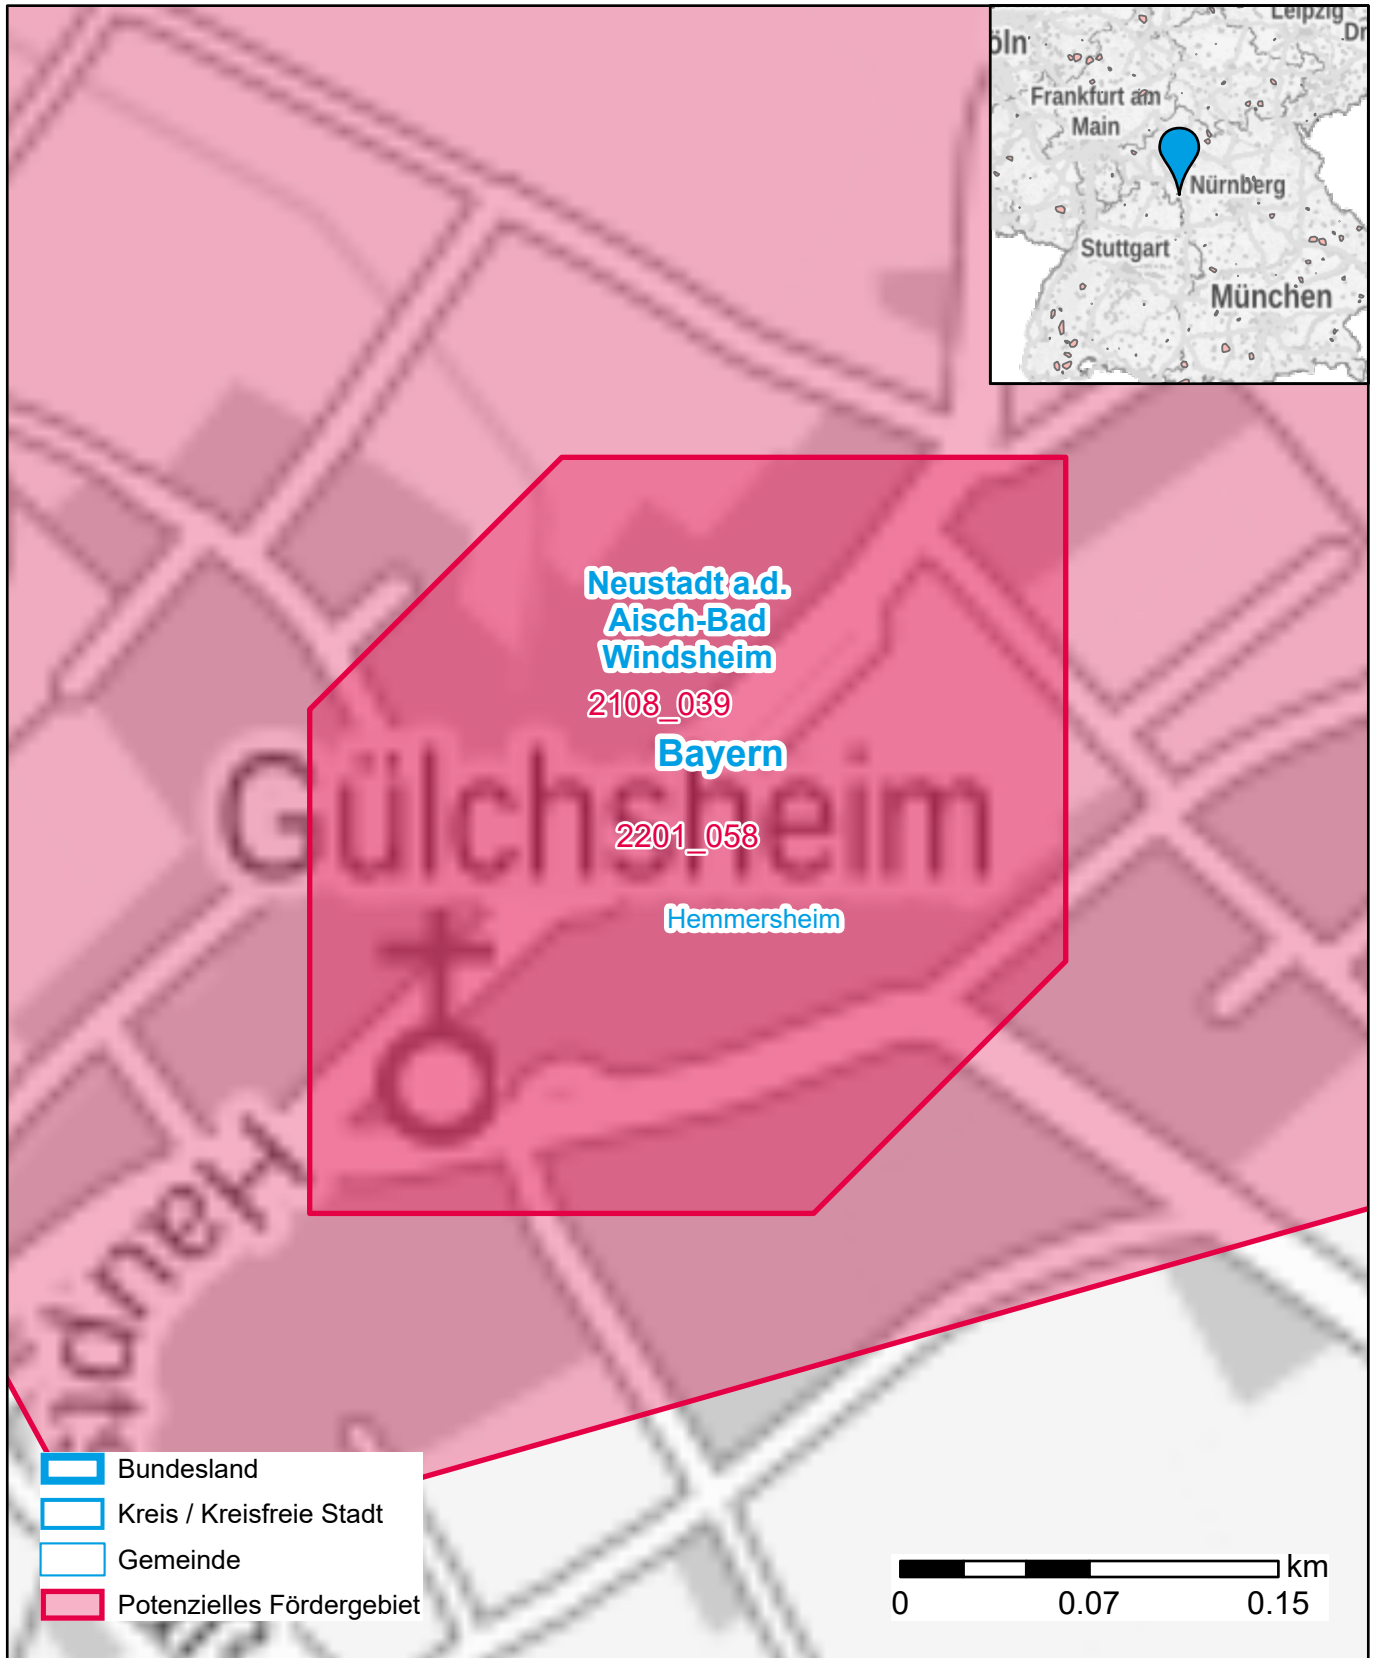 Leipzig
Dr
öln
Frankfurt am
Main
Nürnberg
Stuttgart
München
Neustadt a.d.
Aisch-Bad
Windsheim
2108_039
Bayern
Gülchsheim
2201_058
Hemmersheim
Haupts
Bundesland
Kreis / Kreisfreie Stadt
Gemeinde
Potenzielles Fördergebiet
km
0 0.07 0.15